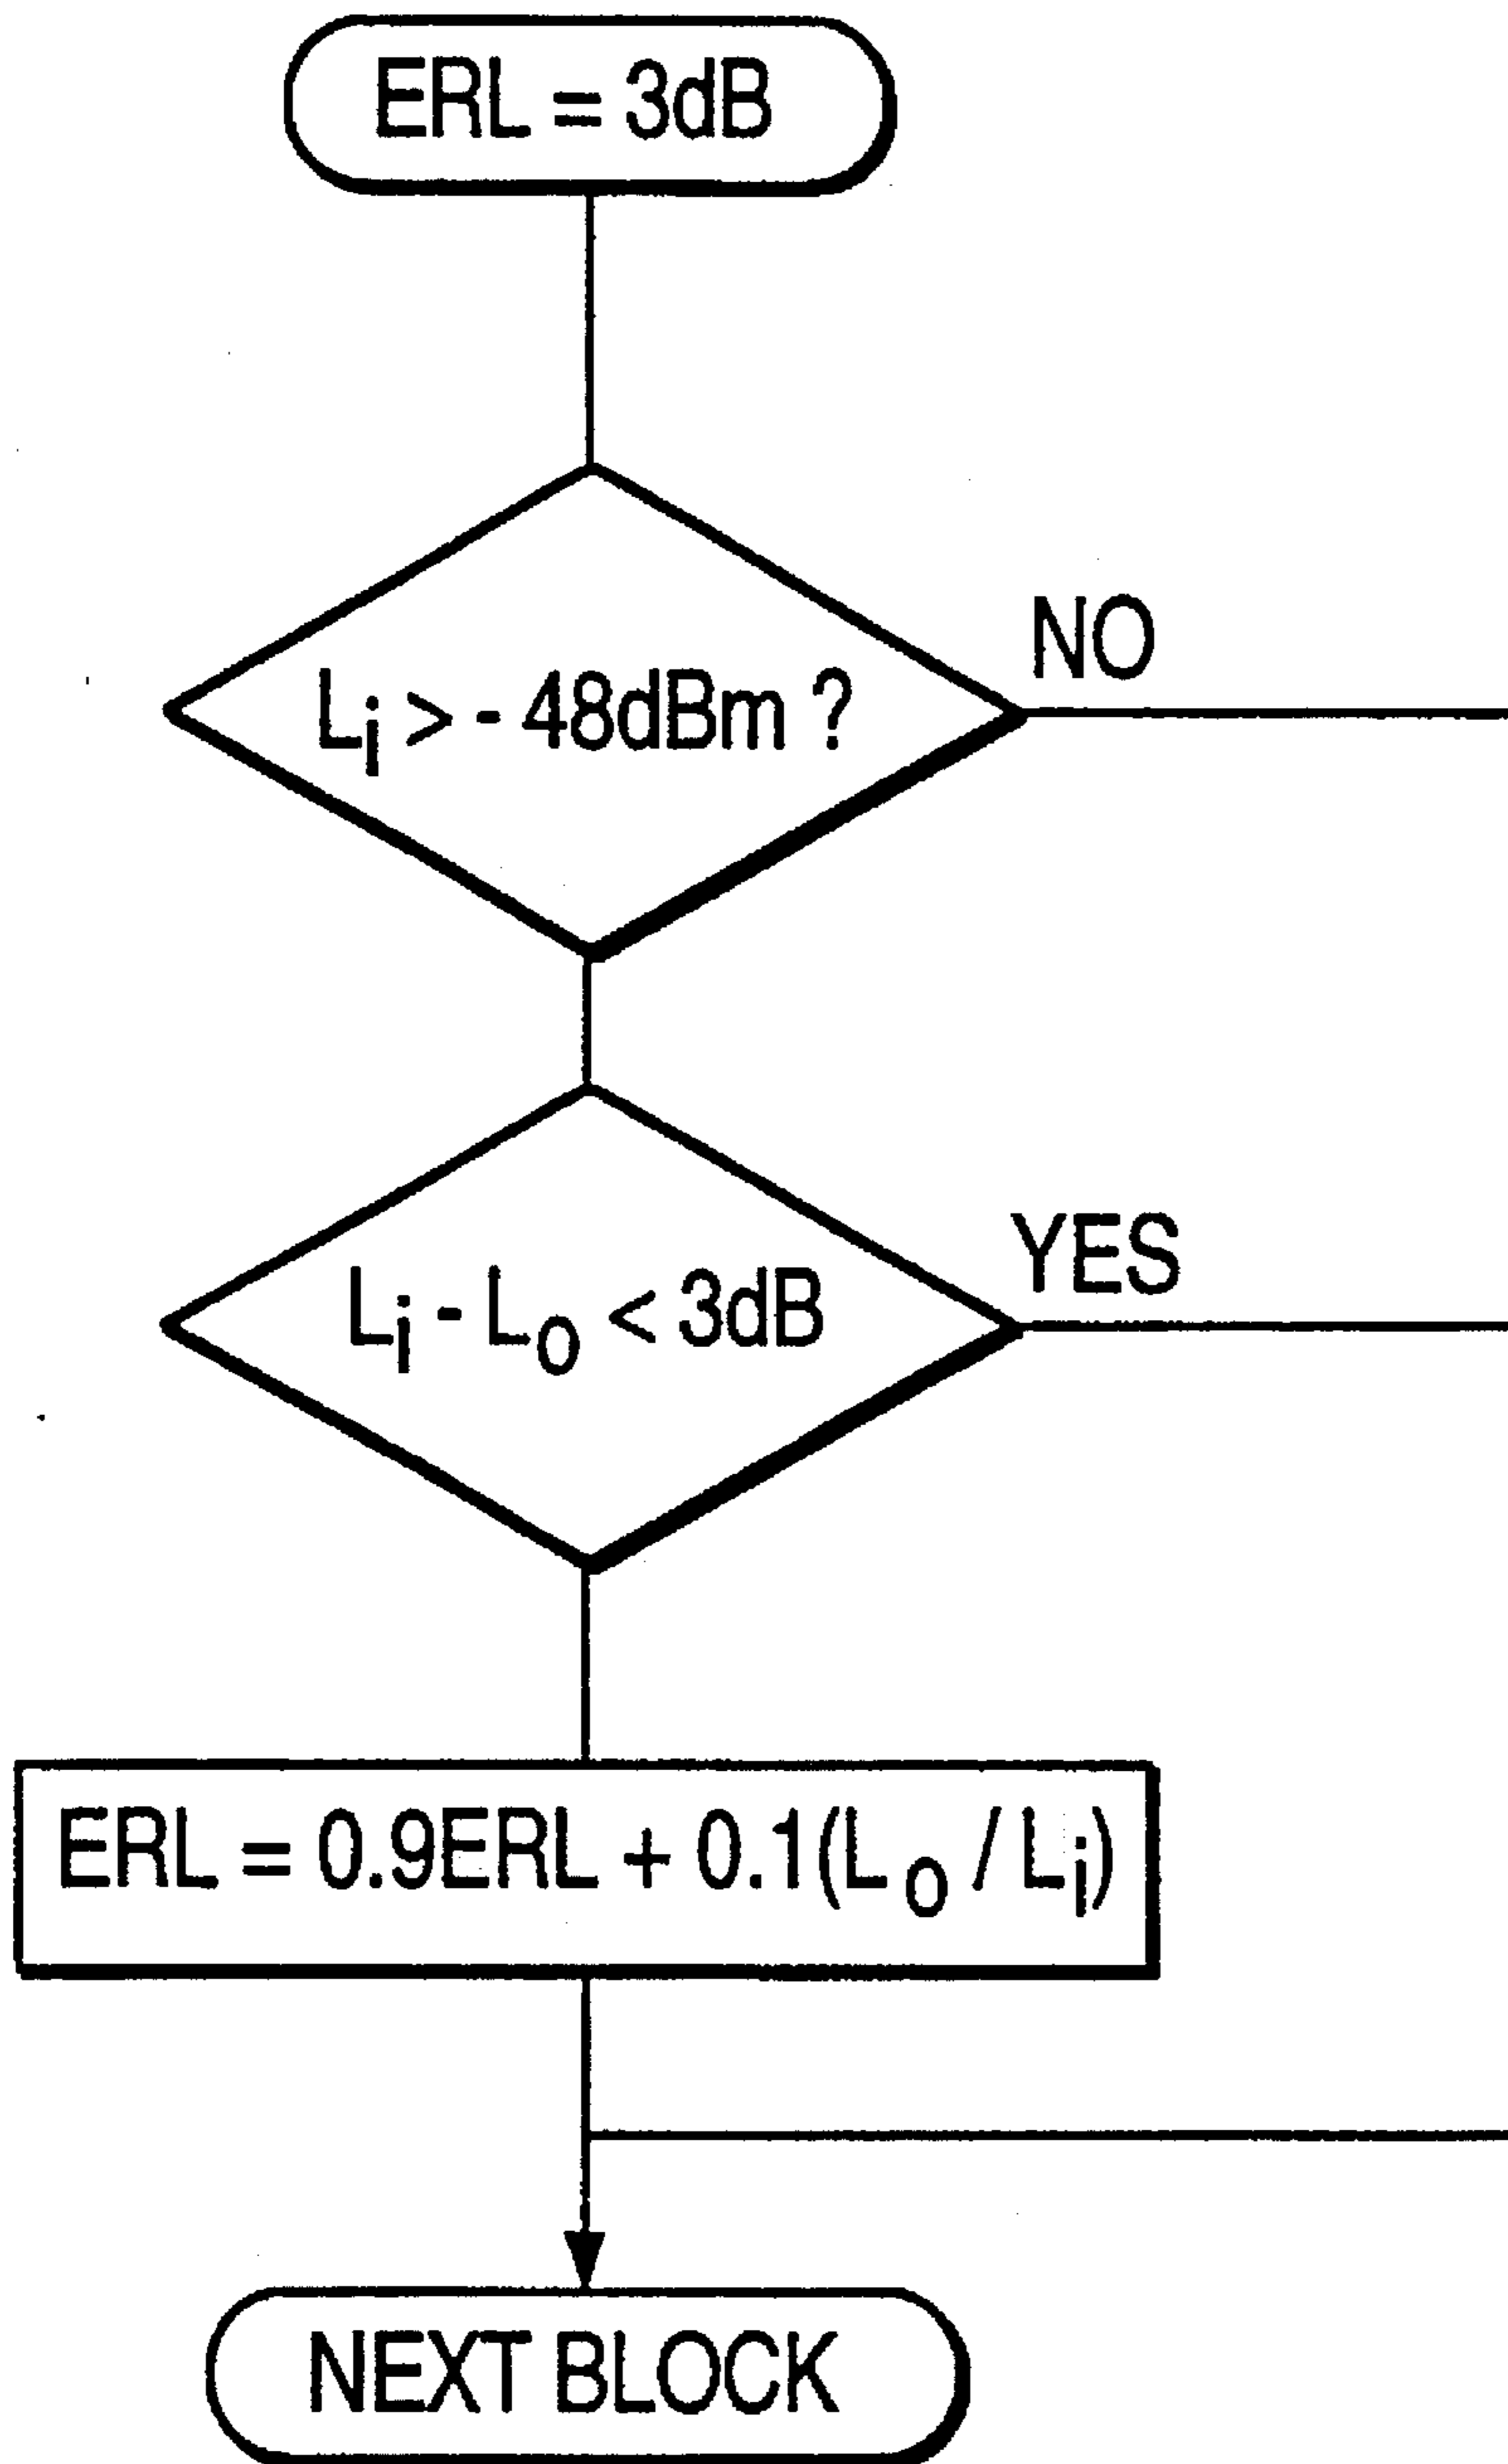 ERL = 3dB
NO
Li > - 48dBm ?
YES
Li - Lo < 3dB
ERL = 0.9ERL + 0.1(Lo / Li)
NEXT BLOCK